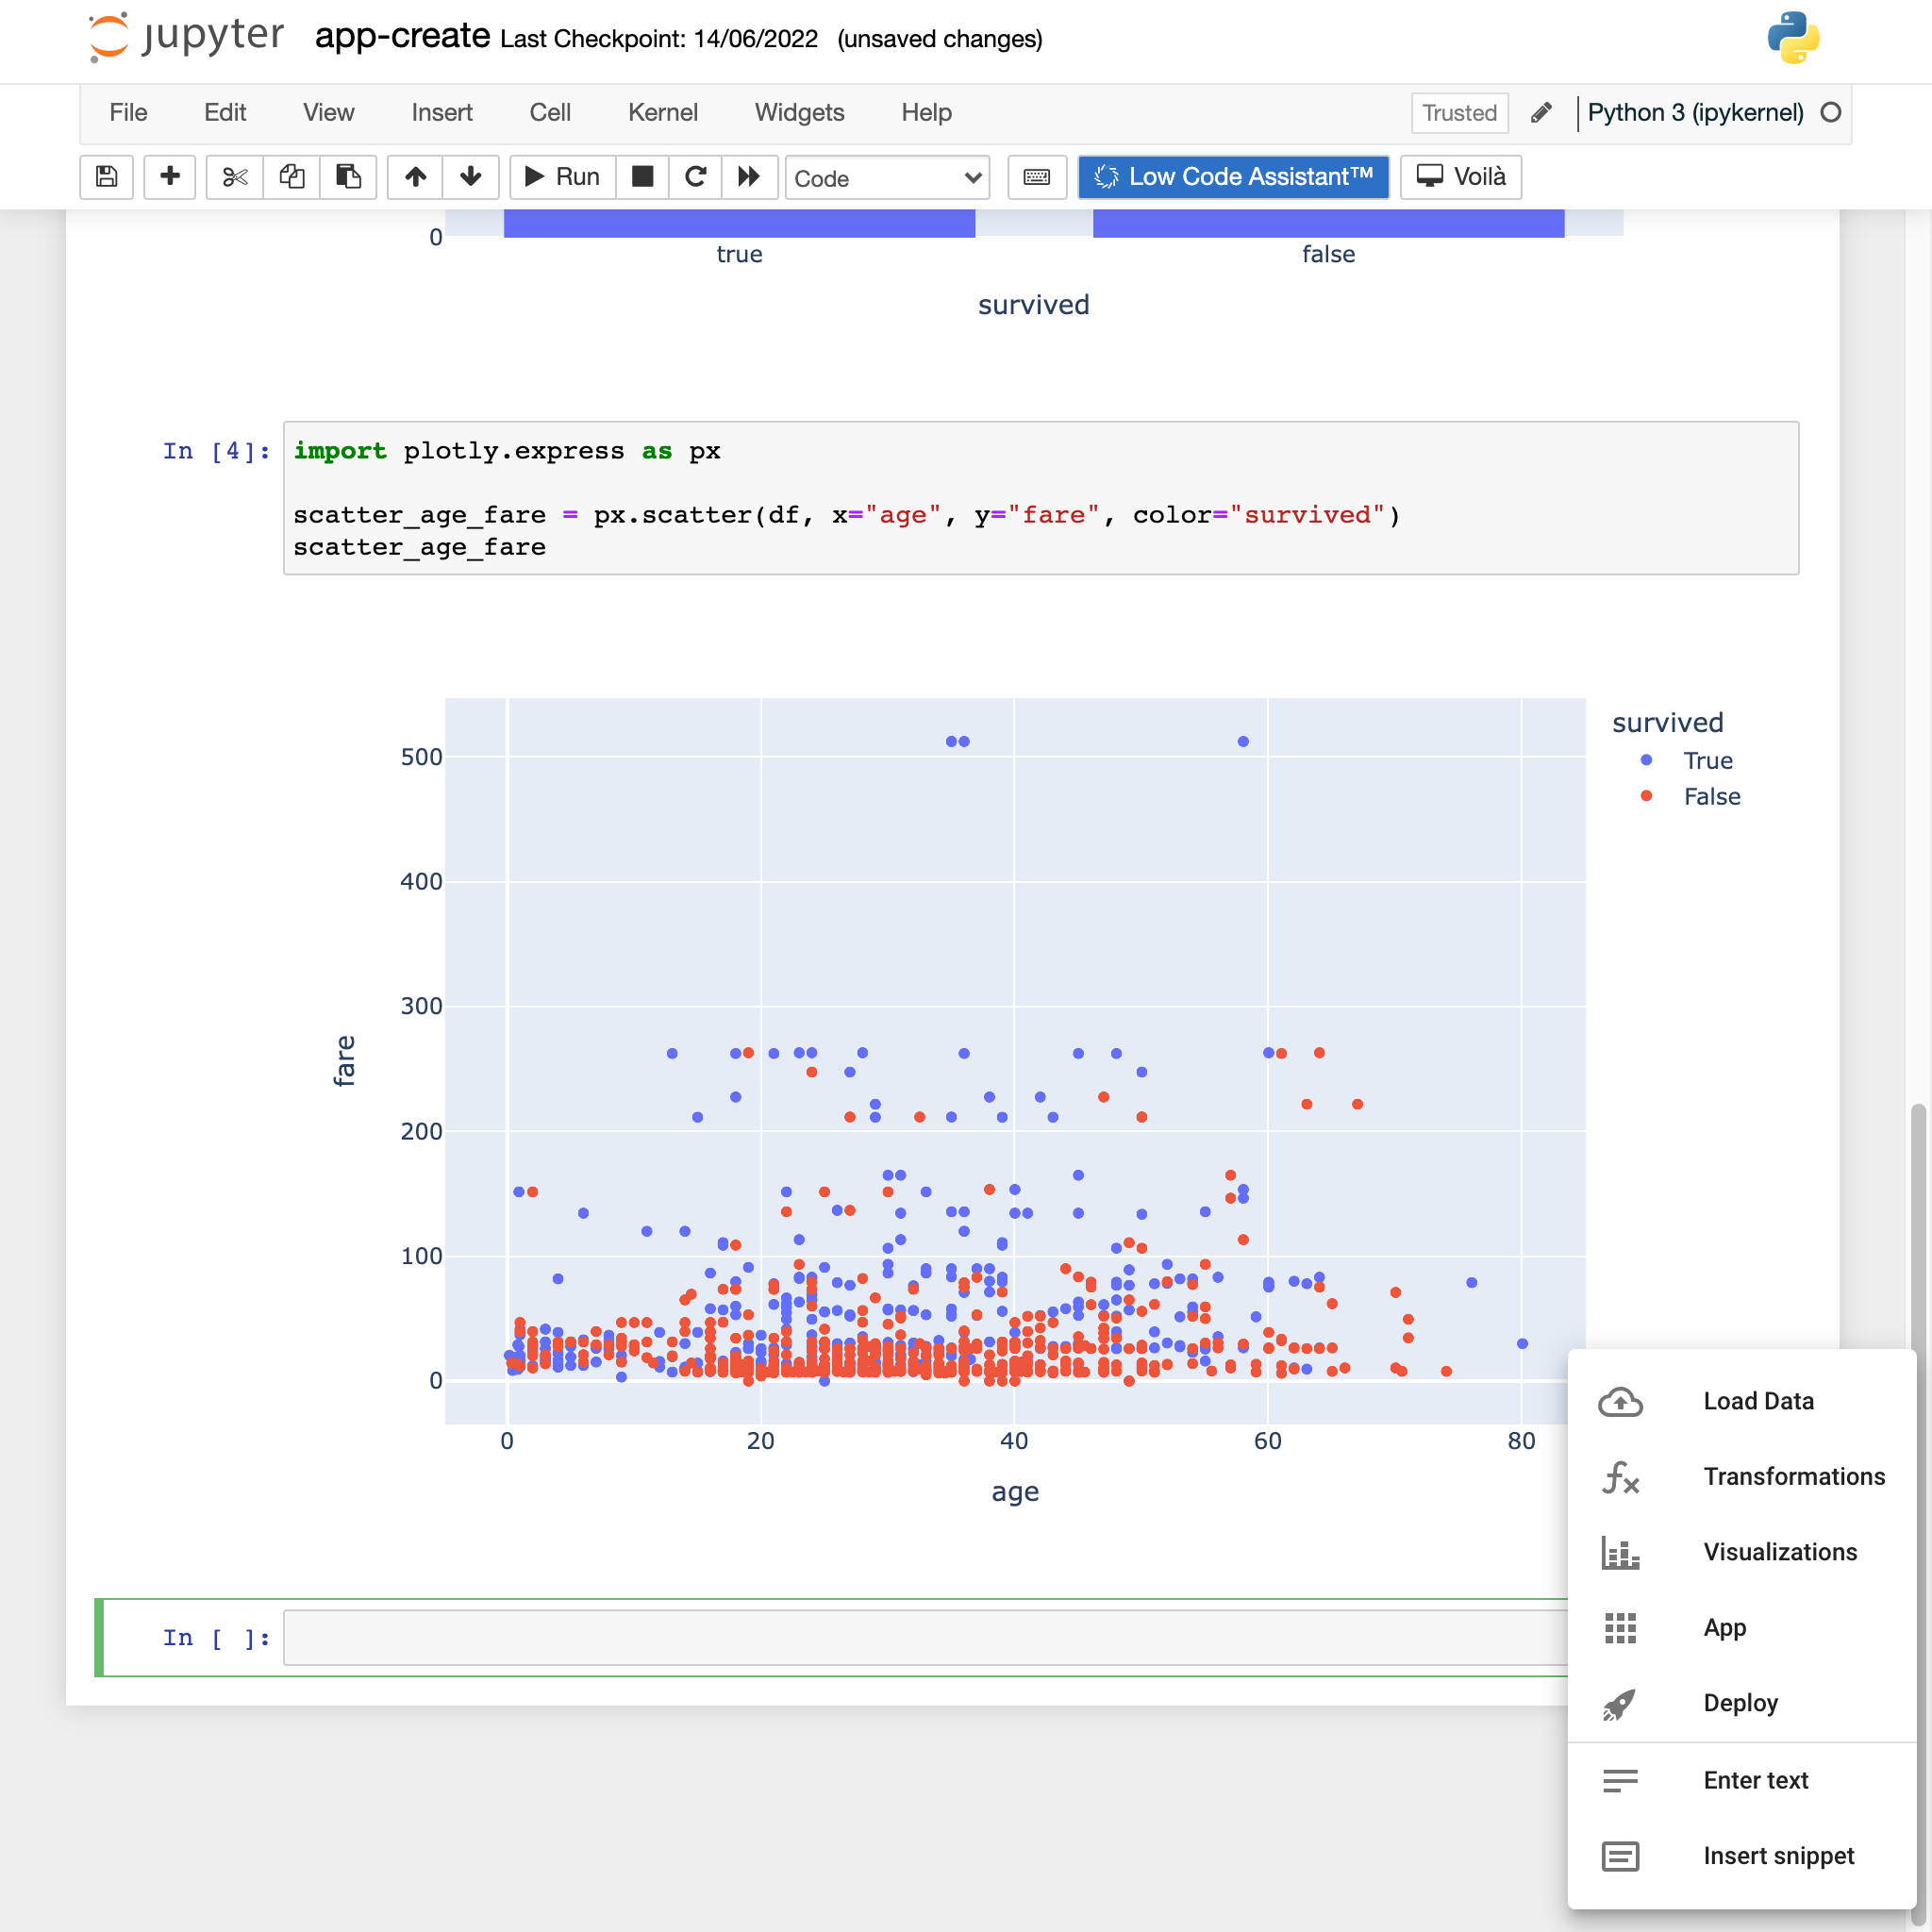 jupyter app-create Last Checkpoint: 14/06/2022 (unsaved changes)
File Edit View Insert Cell Kernel Widgets Help Trusted Python 3 (ipykernel)
Run Code Low Code Assistant™ Voilà
0
true false
survived
In [4]: import plotly.express as px
scatter_age_fare = px.scatter(df, x="age", y="fare", color="survived")
scatter_age_fare
survived
True
False
500
400
300
200
100
0
fare
0 20 40 60 80
age
In [ ]:
Load Data
Transformations
Visualizations
App
Deploy
Enter text
Insert snippet